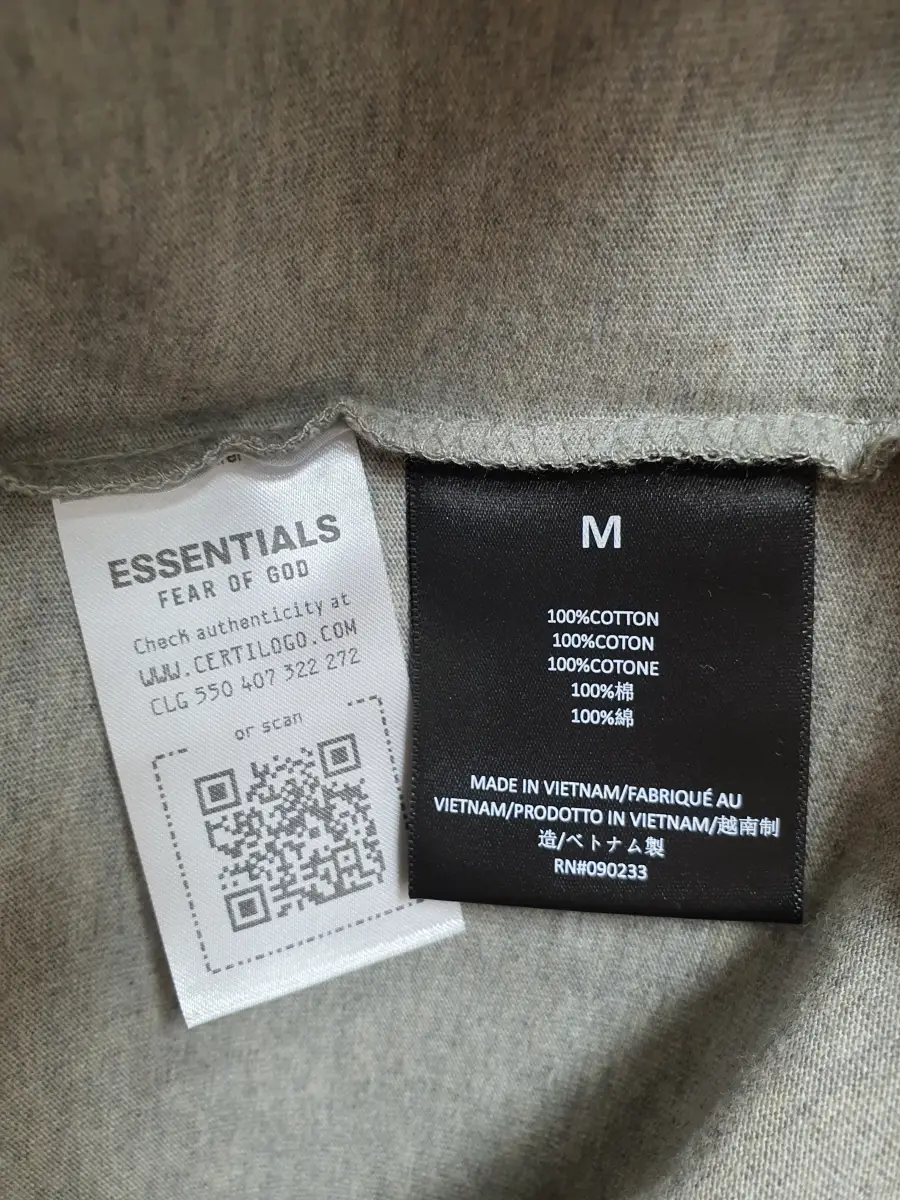 ESSENTIALS
FEAR OF GOD
Check authenticity at
WWW.CERTILOGO.COM
CLG 550 407 322 272
or scan
M
100%COTTON
100%COTON
100%COTONE
100%棉
100%綿
MADE IN VIETNAM/FABRIQUÉ AU
VIETNAM/PRODOTTO IN VIETNAM/越南制
造/ベトナム製
RN#090233